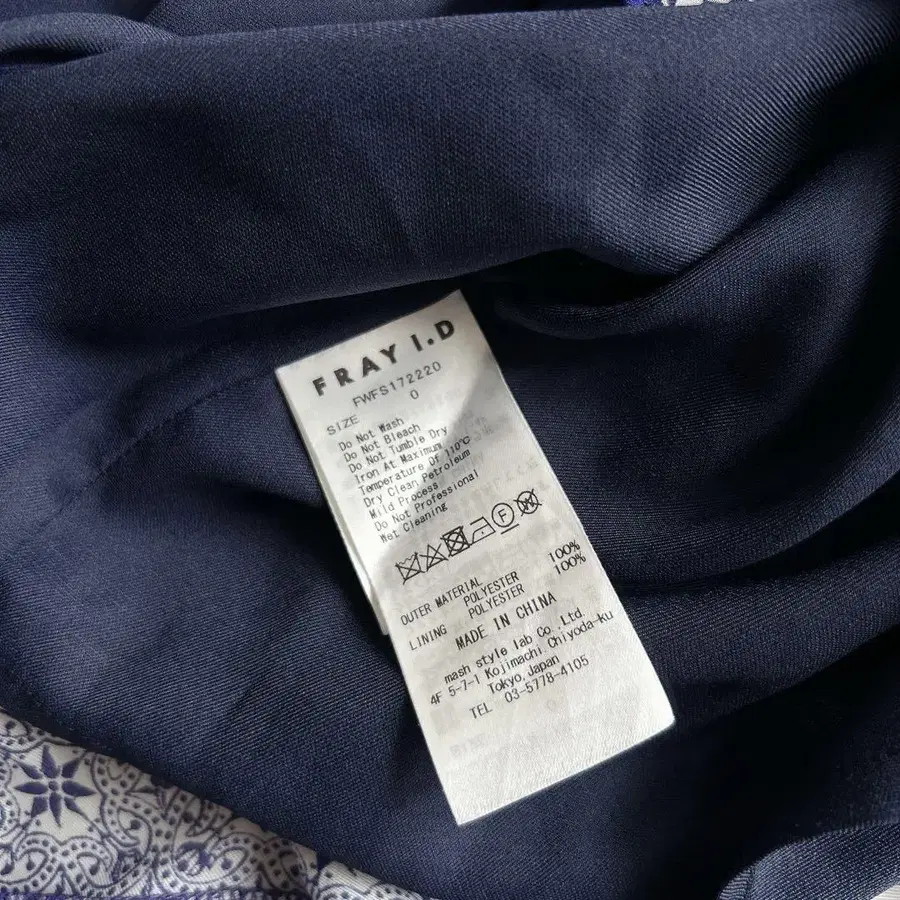 FRAY I.D
FWFS172220
SIZE 0
Do Not Wash
Do Not Bleach
Do Not Tumble Dry
Iron At Maximum
Temperature Of 110℃
Dry Clean Petroleum
Mild Process
Do Not Professional
Wet Cleaning
F W
OUTER MATERIAL
POLYESTER 100%
LINING POLYESTER 100%
MADE IN CHINA
mash style lab Co.,Ltd.
4F 5-7-1 Kojimachi Chiyoda-ku
Tokyo,Japan
TEL 03-5778-4105